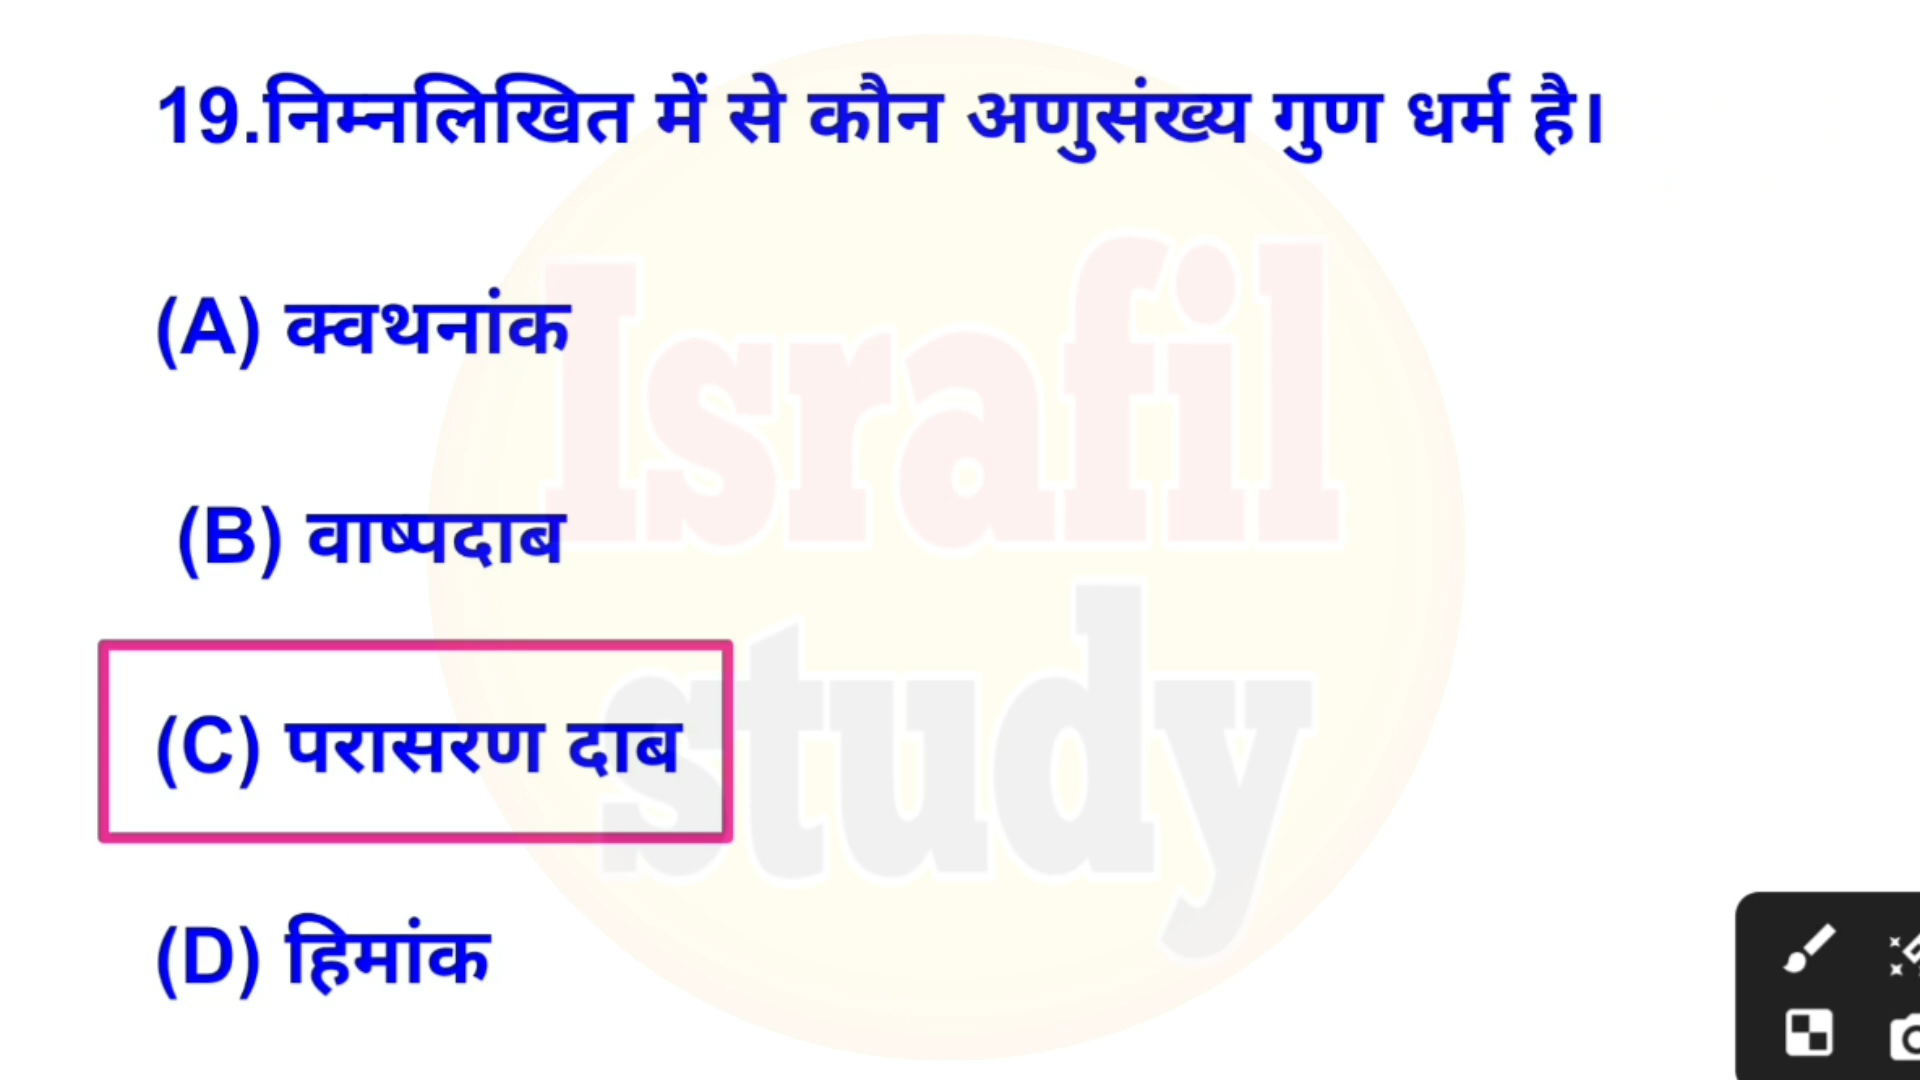 19.निम्नलिखित में से कौन अणुसंख्य गुण धर्म है।
(A) क्वथनांक
(B) वाष्पदाब
(C) परासरण दाब
(D) हिमांक
Israfil
study